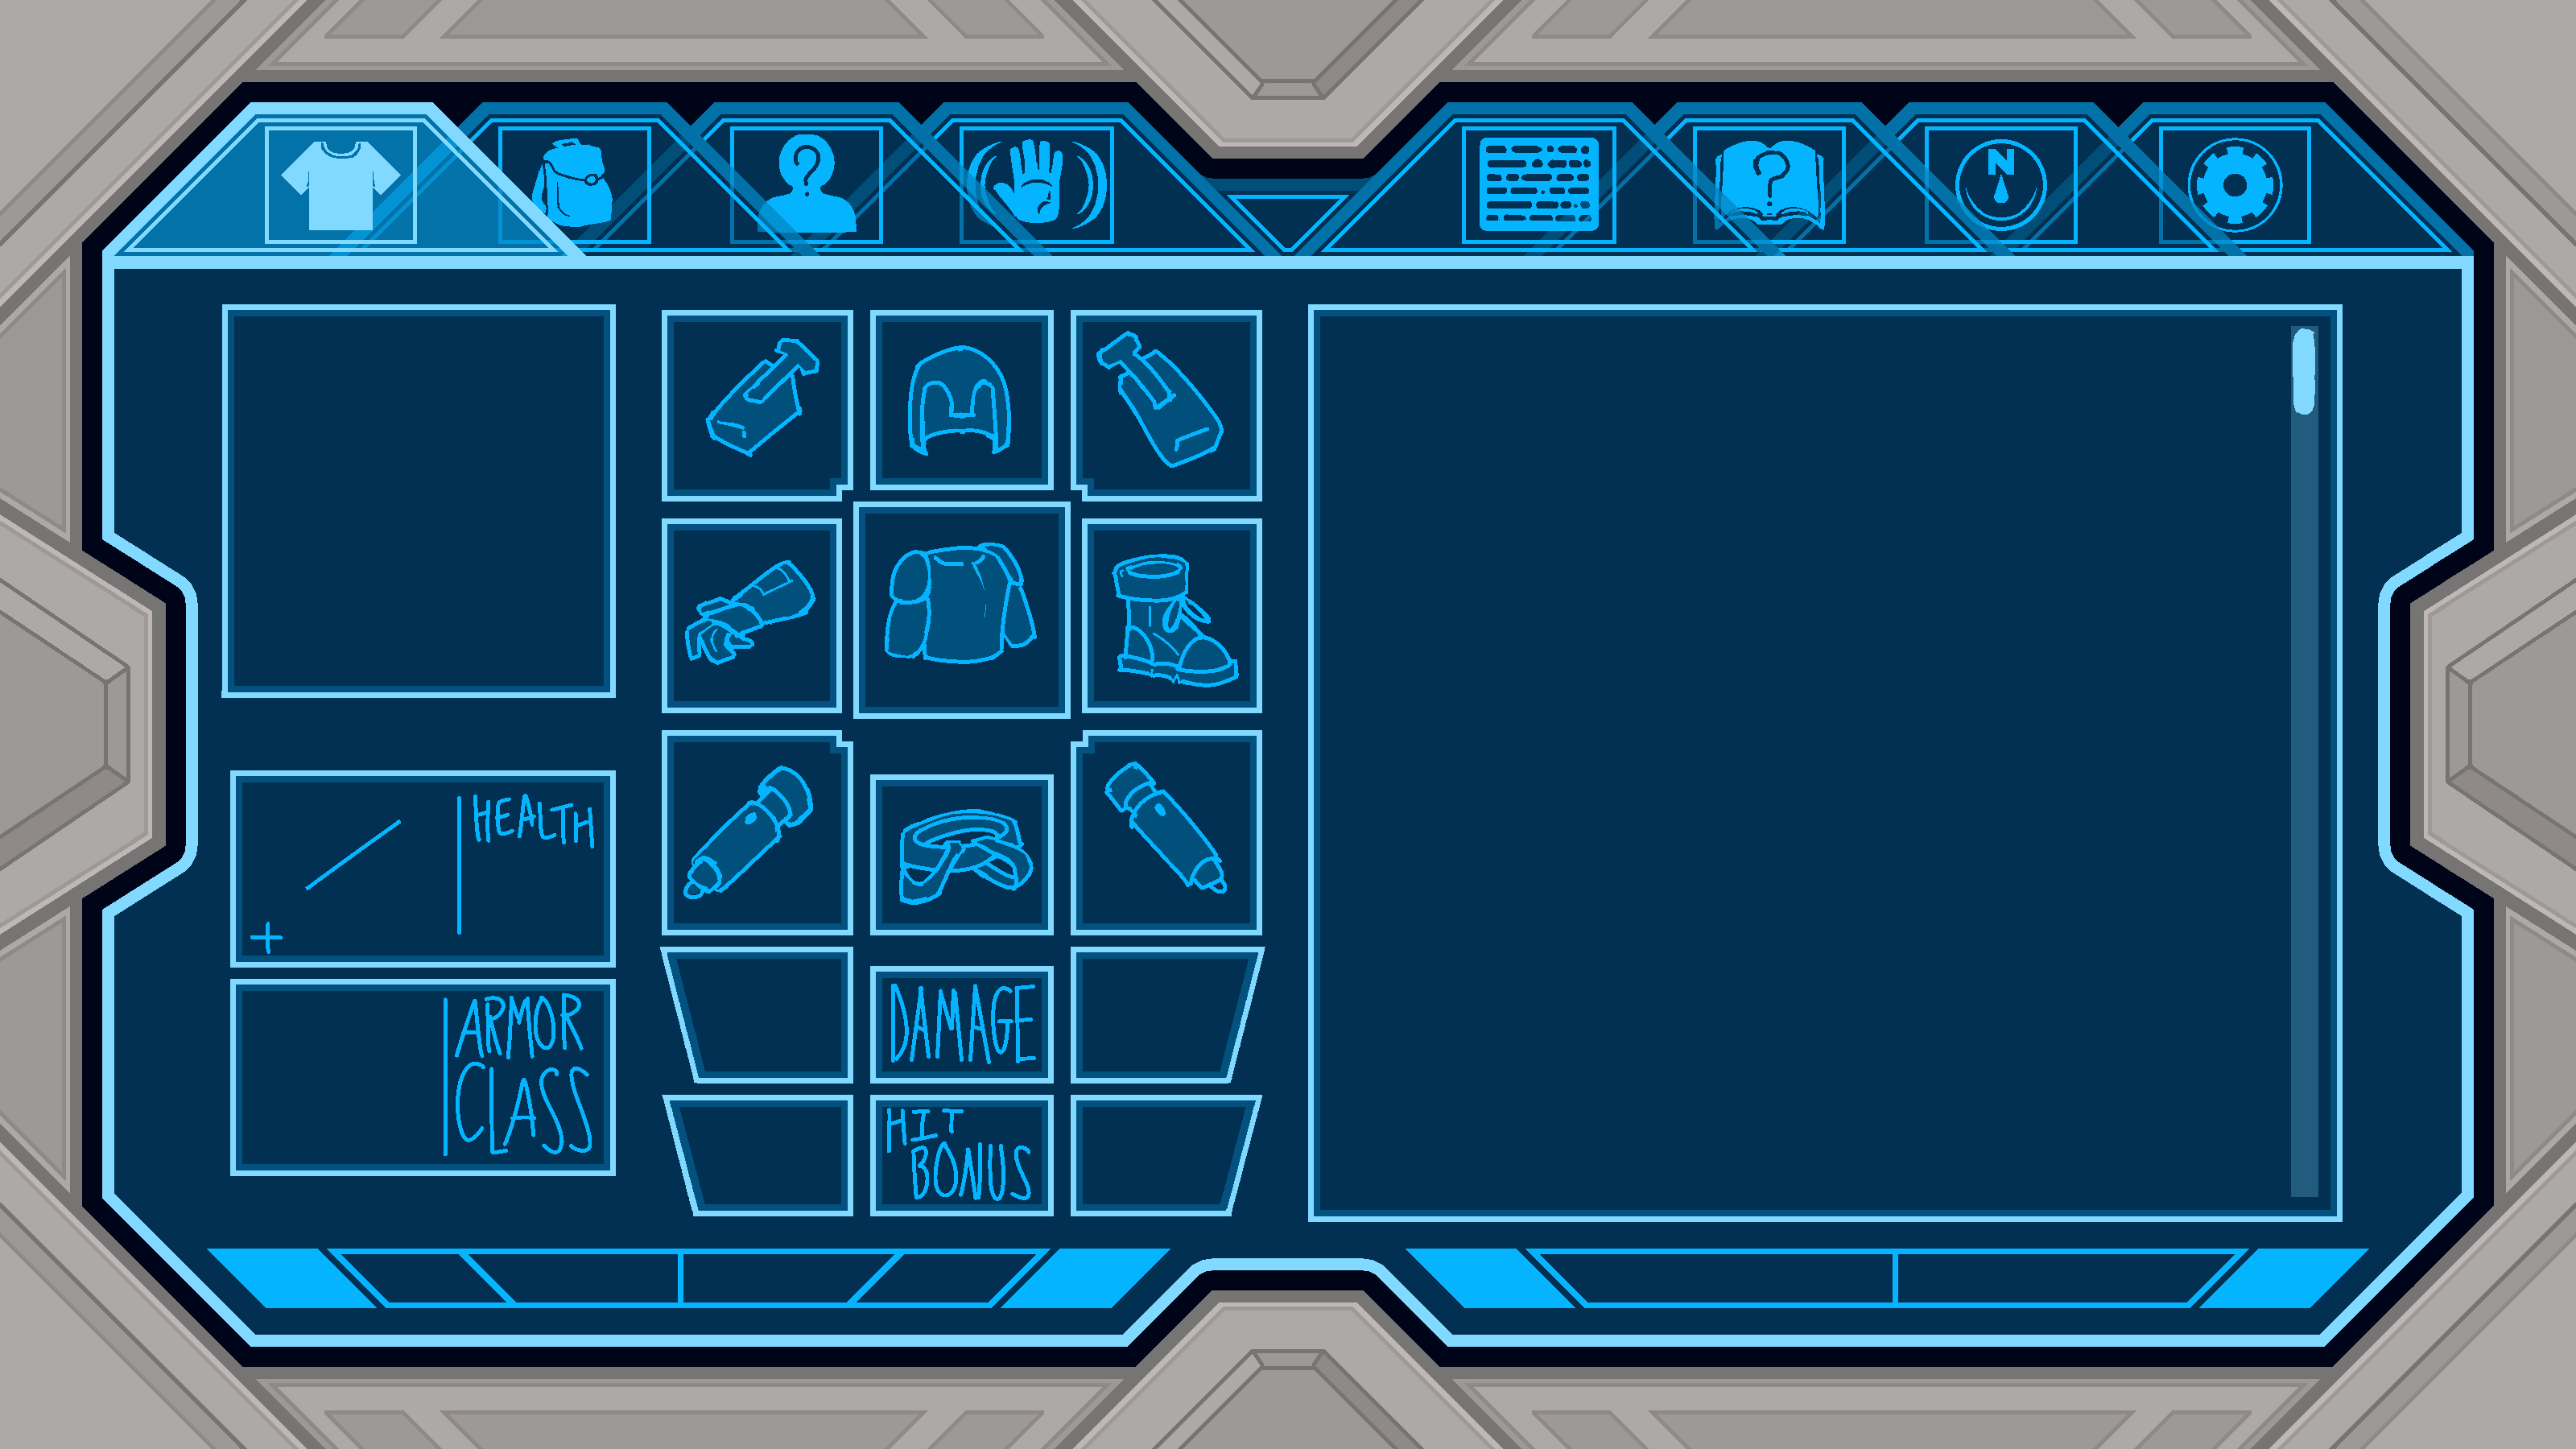 ?
?
N
HEALTH
/
+
ARMOR
CLASS
DAMAGE
HIT
BONUS